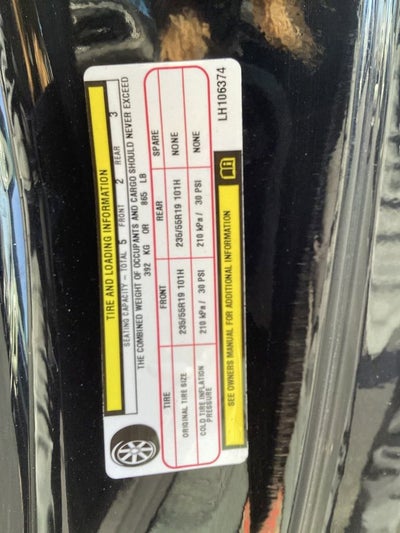 TIRE AND LOADING INFORMATION
SEATING CAPACITY - TOTAL 5 FRONT 2 REAR 3
THE COMBINED WEIGHT OF OCCUPANTS AND CARGO SHOULD NEVER EXCEED
392 KG OR 865 LB
TIRE FRONT REAR SPARE
ORIGINAL TIRE SIZE 235/55R19 101H 235/55R19 101H NONE
COLD TIRE INFLATION PRESSURE 210 kPa / 30 PSI 210 kPa / 30 PSI NONE
SEE OWNERS MANUAL FOR ADDITIONAL INFORMATION
LH106374